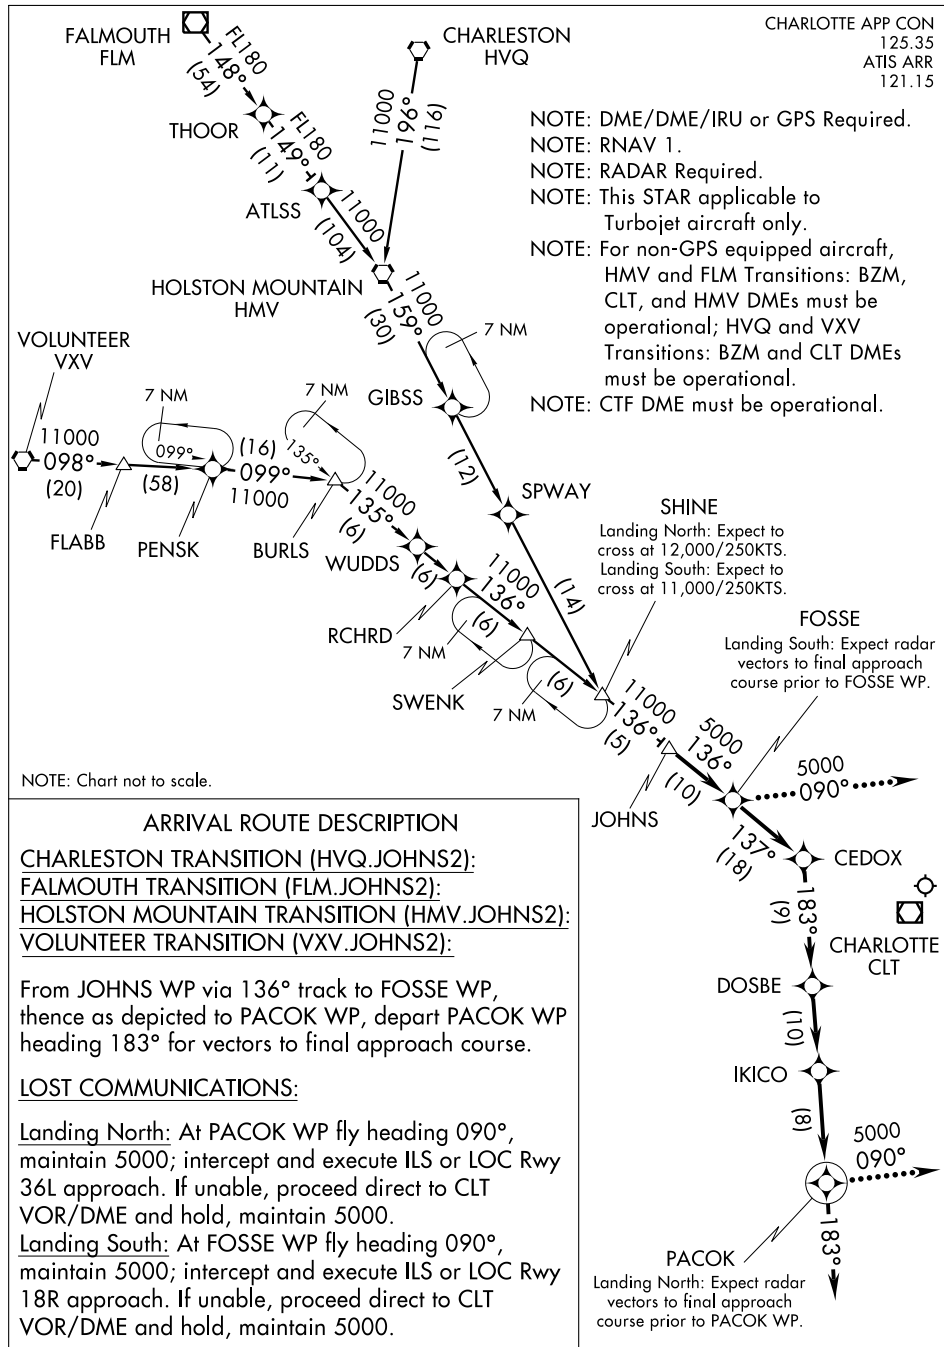 FALMOUTH
FLM
FL180
148°
(54)
CHARLESTON
HVQ
CHARLOTTE APP CON
125.35
ATIS ARR
121.15
THOOR
FL180
149°
(11)
11000
196°
(116)
ATLSS
11000
(104)
NOTE: DME/DME/IRU or GPS Required.
NOTE: RNAV 1.
NOTE: RADAR Required.
NOTE: This STAR applicable to
Turbojet aircraft only.
NOTE: For non-GPS equipped aircraft,
HMV and FLM Transitions: BZM,
CLT, and HMV DMEs must be
operational; HVQ and VXV
Transitions: BZM and CLT DMEs
must be operational.
NOTE: CTF DME must be operational.
HOLSTON MOUNTAIN
HMV
11000
159°
(30)
7 NM
GIBSS
(12)
SPWAY
(14)
VOLUNTEER
VXV
11000
098°
(20)
FLABB
(58)
7 NM
099°
PENSK
(16)
099°
11000
7 NM
135°
BURLS
11000
135°
(6)
WUDDS
(6)
RCHRD
11000
136°
(6)
7 NM
SWENK
(6)
7 NM
SHINE
Landing North: Expect to
cross at 12,000/250KTS.
Landing South: Expect to
cross at 11,000/250KTS.
11000
136°
(5)
JOHNS
5000
136°
(10)
FOSSE
Landing South: Expect radar
vectors to final approach
course prior to FOSSE WP.
5000
090°
137°
(18)
CEDOX
183°
(9)
CHARLOTTE
CLT
DOSBE
(10)
IKICO
(8)
5000
090°
183°
PACOK
Landing North: Expect radar
vectors to final approach
course prior to PACOK WP.
NOTE: Chart not to scale.
ARRIVAL ROUTE DESCRIPTION
CHARLESTON TRANSITION (HVQ.JOHNS2):
FALMOUTH TRANSITION (FLM.JOHNS2):
HOLSTON MOUNTAIN TRANSITION (HMV.JOHNS2):
VOLUNTEER TRANSITION (VXV.JOHNS2):
From JOHNS WP via 136° track to FOSSE WP,
thence as depicted to PACOK WP, depart PACOK WP
heading 183° for vectors to final approach course.
LOST COMMUNICATIONS:
Landing North: At PACOK WP fly heading 090°,
maintain 5000; intercept and execute ILS or LOC Rwy
36L approach. If unable, proceed direct to CLT
VOR/DME and hold, maintain 5000.
Landing South: At FOSSE WP fly heading 090°,
maintain 5000; intercept and execute ILS or LOC Rwy
18R approach. If unable, proceed direct to CLT
VOR/DME and hold, maintain 5000.